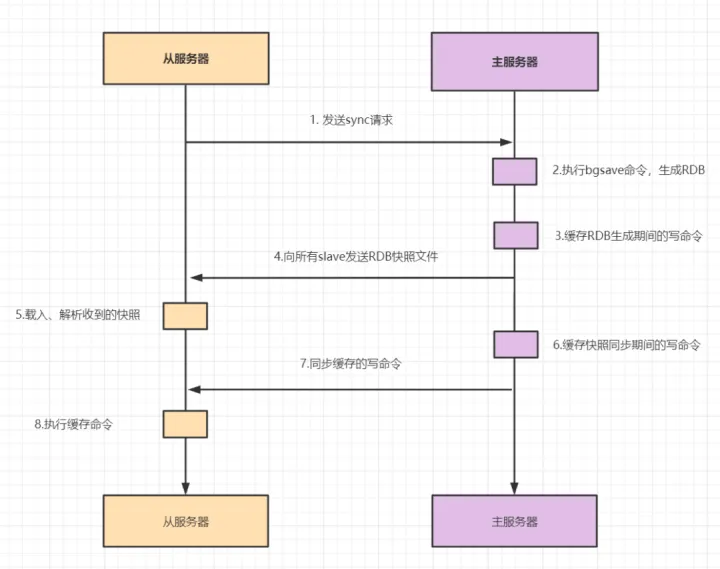 从服务器
主服务器
1. 发送sync请求
2.执行bgsave命令，生成RDB
3.缓存RDB生成期间的写命令
4.向所有slave发送RDB快照文件
5.载入、解析收到的快照
6.缓存快照同步期间的写命令
7.同步缓存的写命令
8.执行缓存命令
从服务器
主服务器